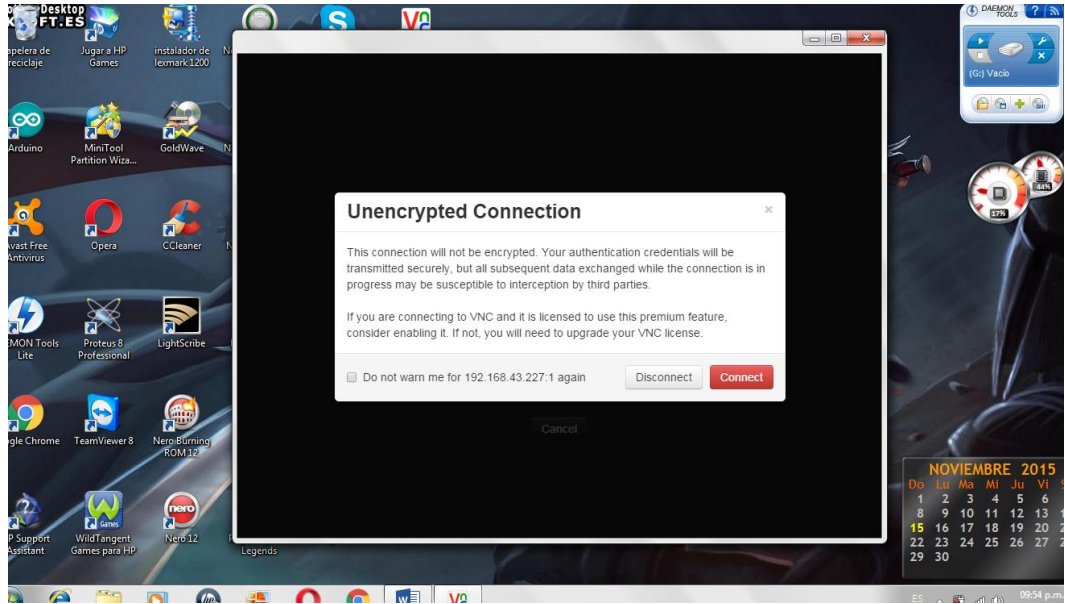 Desktop
FT.ES
apelera de
reciclaje
Jugar a HP
Games
instalador de
lexmark 1200
Arduino
MiniTool
Partition Wiza...
GoldWave
vast Free
Antivirus
Opera
CCleaner
EMON Tools
Lite
Proteus 8
Professional
LightScribe
ogle Chrome
TeamViewer 8
Nero Burning
ROM 12
P Support
Assistant
WildTangent
Games para HP
Nero 12
Legends
Games
nero
Unencrypted Connection
This connection will not be encrypted. Your authentication credentials will be
transmitted securely, but all subsequent data exchanged while the connection is in
progress may be susceptible to interception by third parties.
If you are connecting to VNC and it is licensed to use this premium feature,
consider enabling it. If not, you will need to upgrade your VNC license.
Do not warn me for 192.168.43.227:1 again
Disconnect
Connect
Cancel
DAEMON
TOOLS
(G:) Vacío
17%
44%
NOVIEMBRE 2015
Do Lu Ma Mi Ju Vi S
1 2 3 4 5 6
8 9 10 11 12 13 1
15 16 17 18 19 20 2
22 23 24 25 26 27 2
29 30
ES
09:54 p.m.